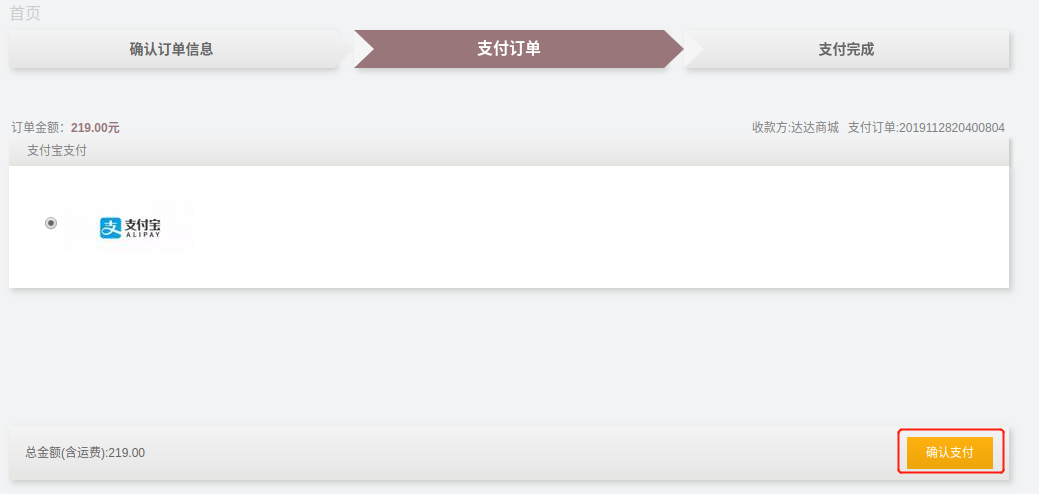 首页
确认订单信息
支付订单
支付完成
订单金额：219.00元
收款方:达达商城 支付订单:2019112820400804
支付宝支付
支 支付宝
ALIPAY
总金额(含运费):219.00
确认支付